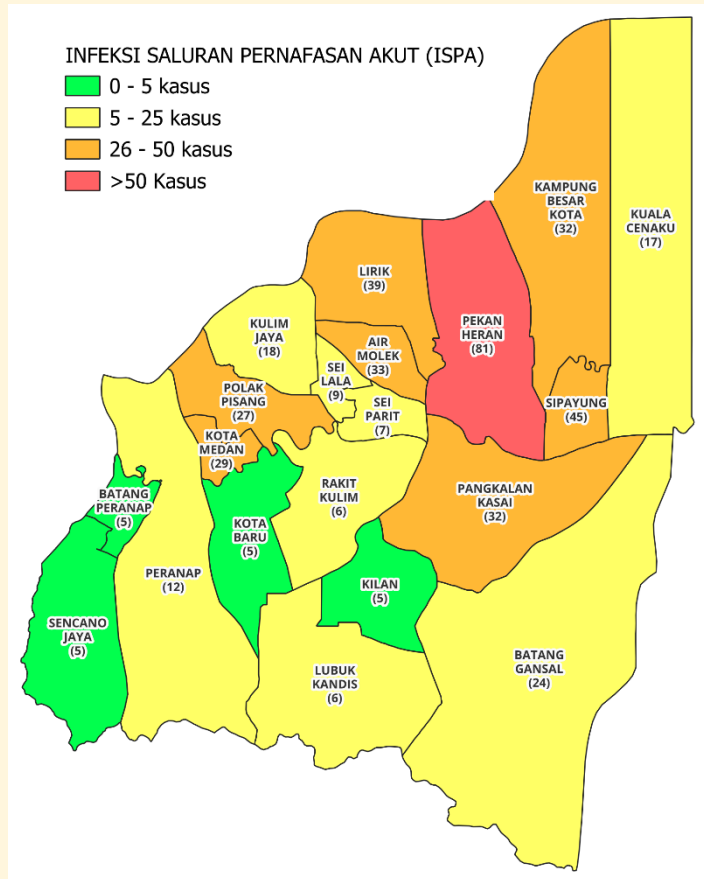 INFEKSI SALURAN PERNAFASAN AKUT (ISPA)
0 - 5 kasus
5 - 25 kasus
26 - 50 kasus
>50 Kasus
KAMPUNG
BESAR
KOTA
(32)
KUALA
CENAKU
(17)
LIRIK
(39)
PEKAN
HERAN
(81)
KULIM
JAYA
(18)
AIR
MOLEK
(33)
SEI
LALA
(9)
POLAK
PISANG
(27)
SEI
PARIT
(7)
SIPAYUNG
(45)
KOTA
MEDAN
(29)
BATANG
PERANAP
(5)
RAKIT
KULIM
(6)
PANGKALAN
KASAI
(32)
KOTA
BARU
(5)
PERANAP
(12)
KILAN
(5)
SENCANO
JAYA
(5)
LUBUK
KANDIS
(6)
BATANG
GANSAL
(24)